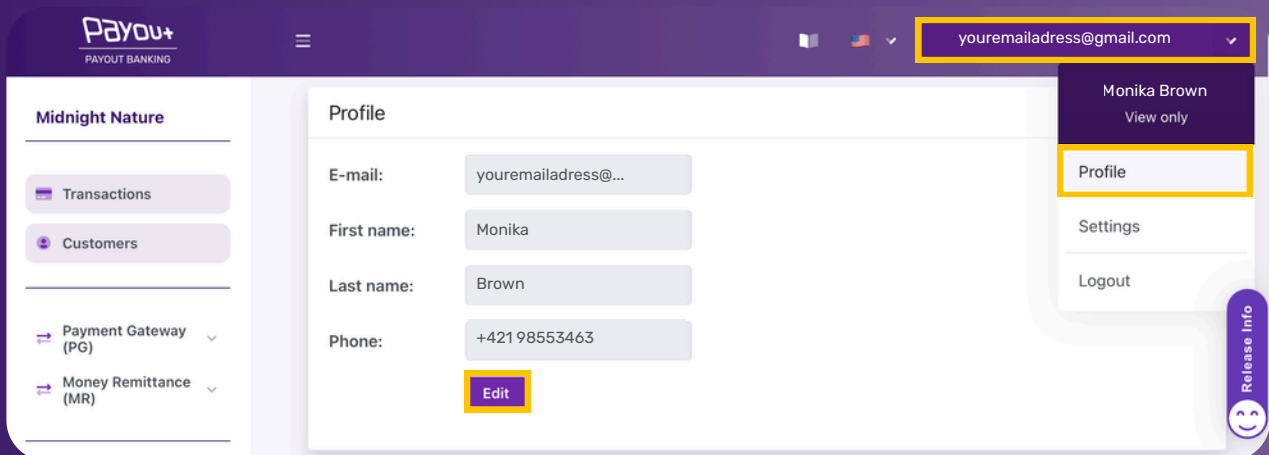 Payou+
PAYOUT BANKING
youremailadress@gmail.com
Monika Brown
View only
Profile
Settings
Logout
Midnight Nature
Transactions
Customers
Payment Gateway
(PG)
Money Remittance
(MR)
Profile
E-mail:
youremailadress@...
First name:
Monika
Last name:
Brown
Phone:
+421 98553463
Edit
Release Info